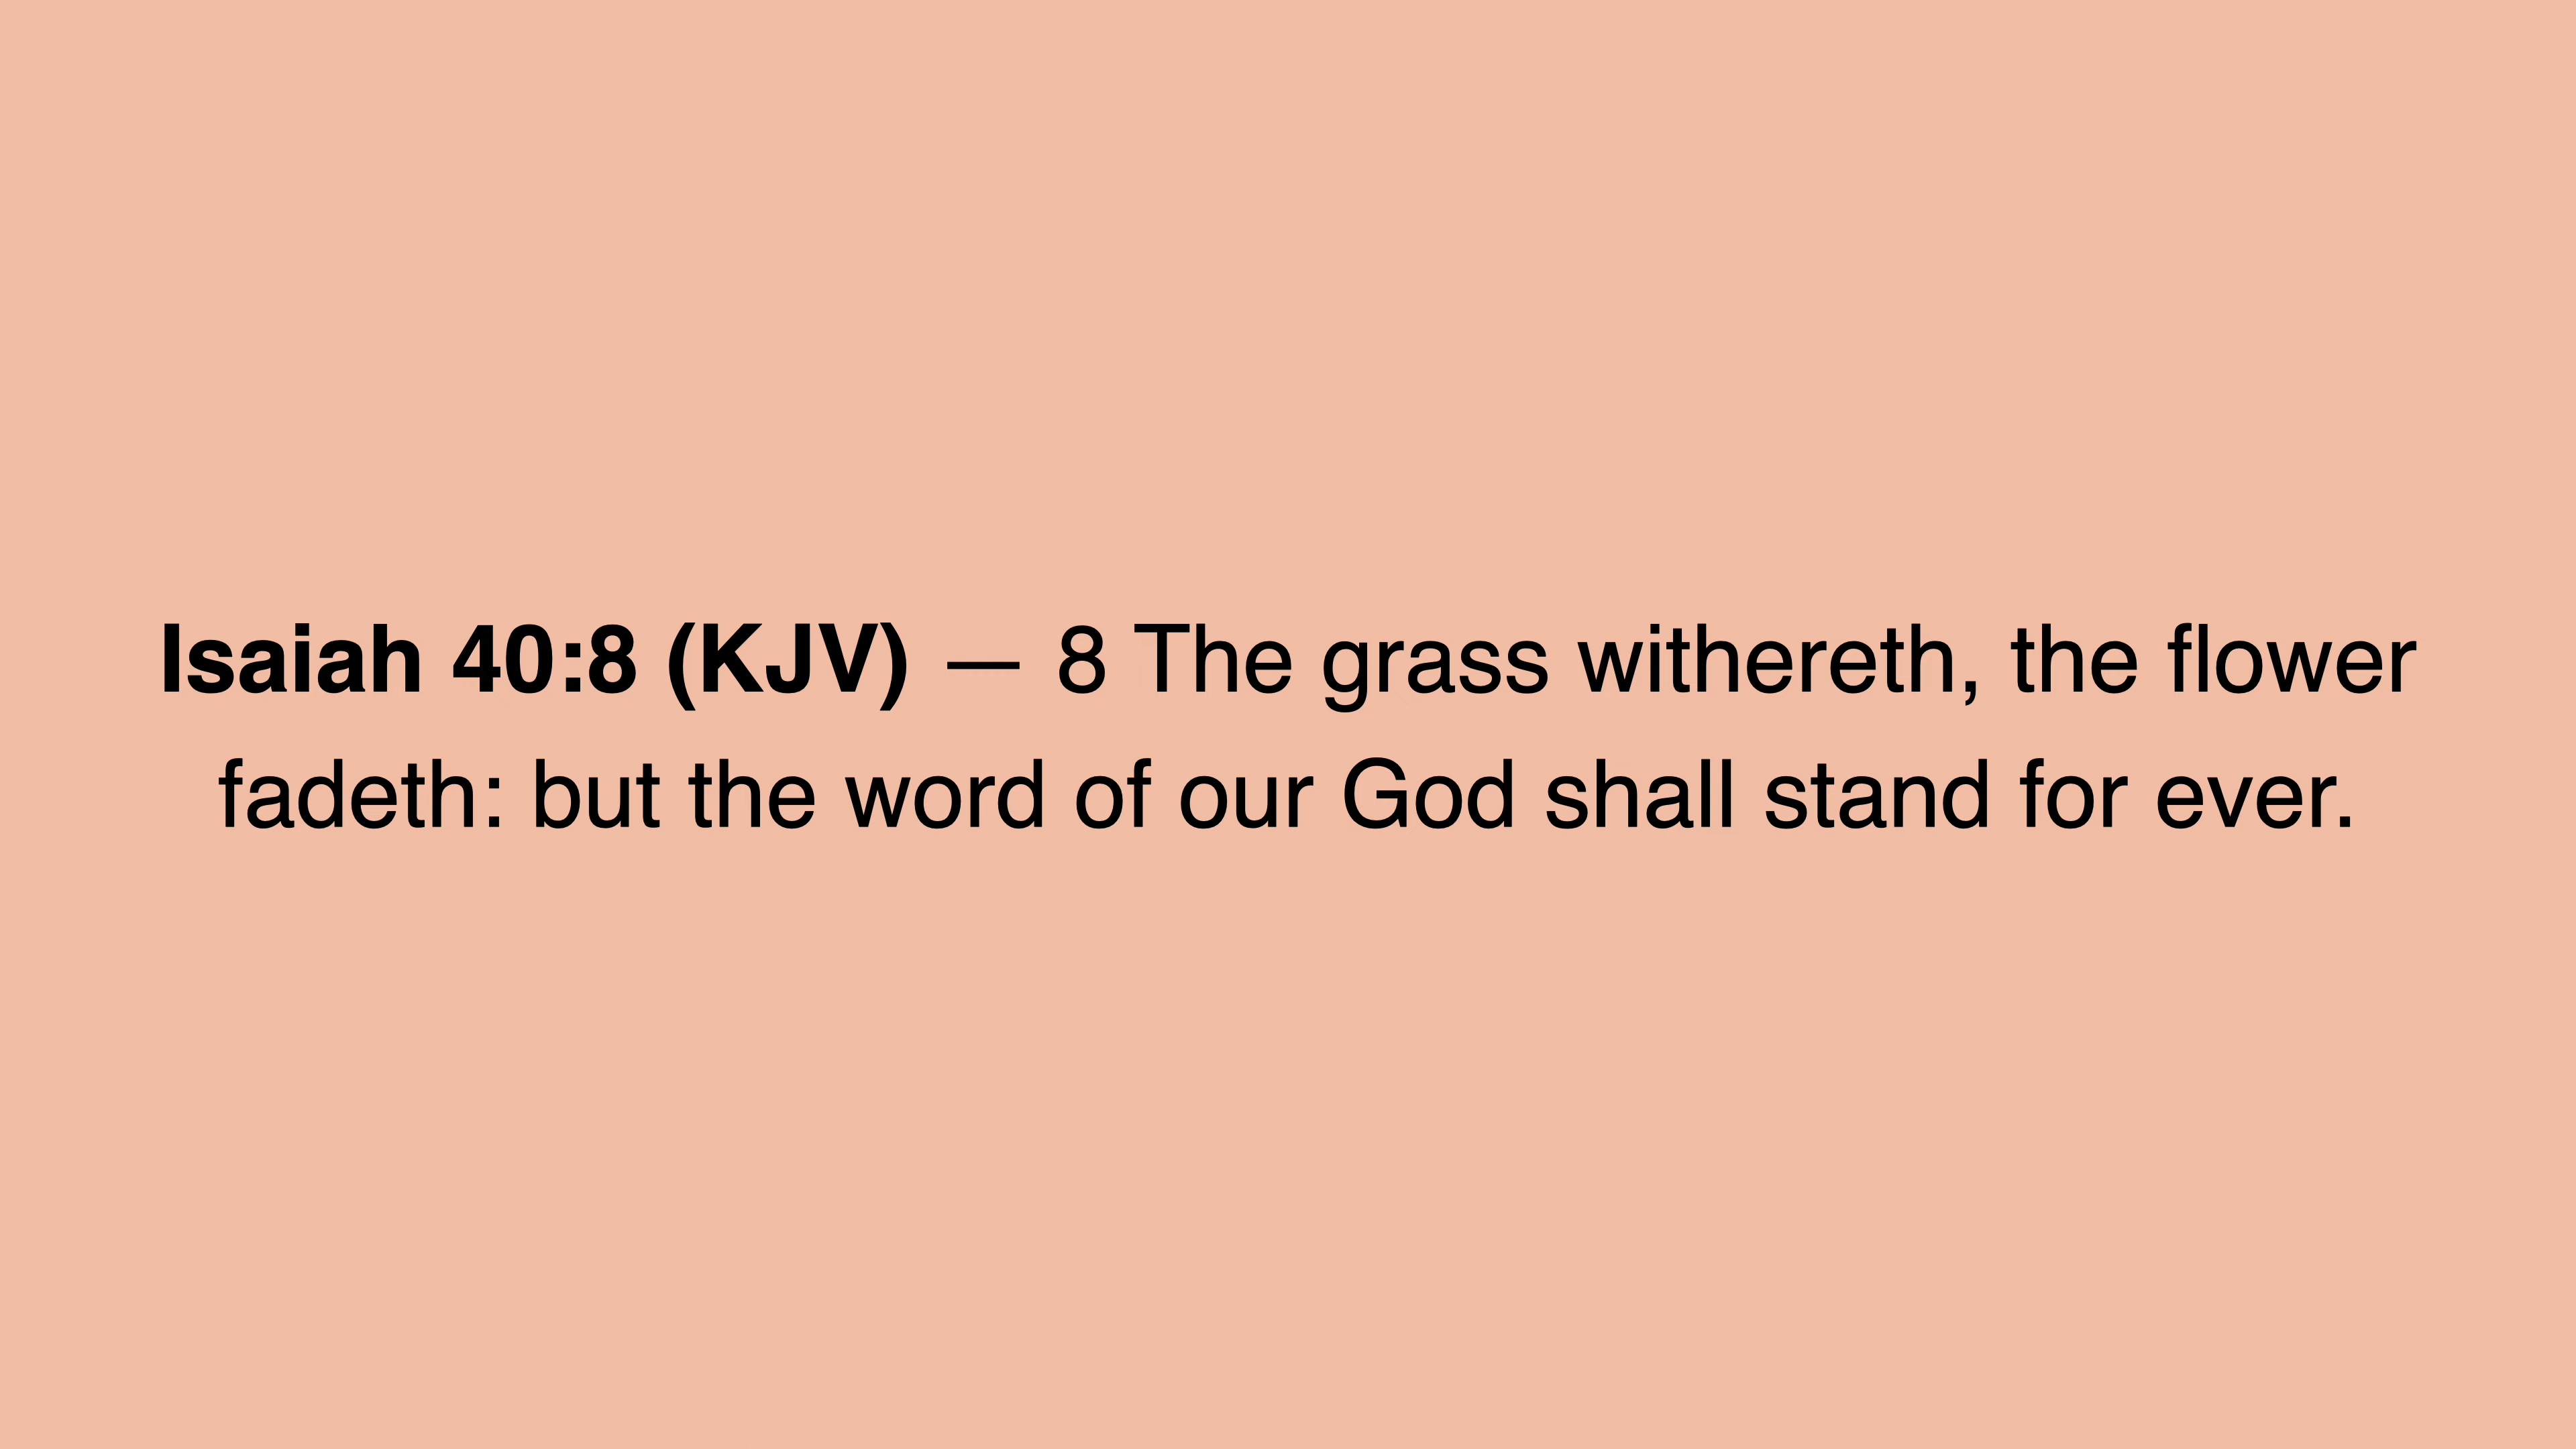 Isaiah 40:8 (KJV) — 8 The grass withereth, the flower
fadeth: but the word of our God shall stand for ever.